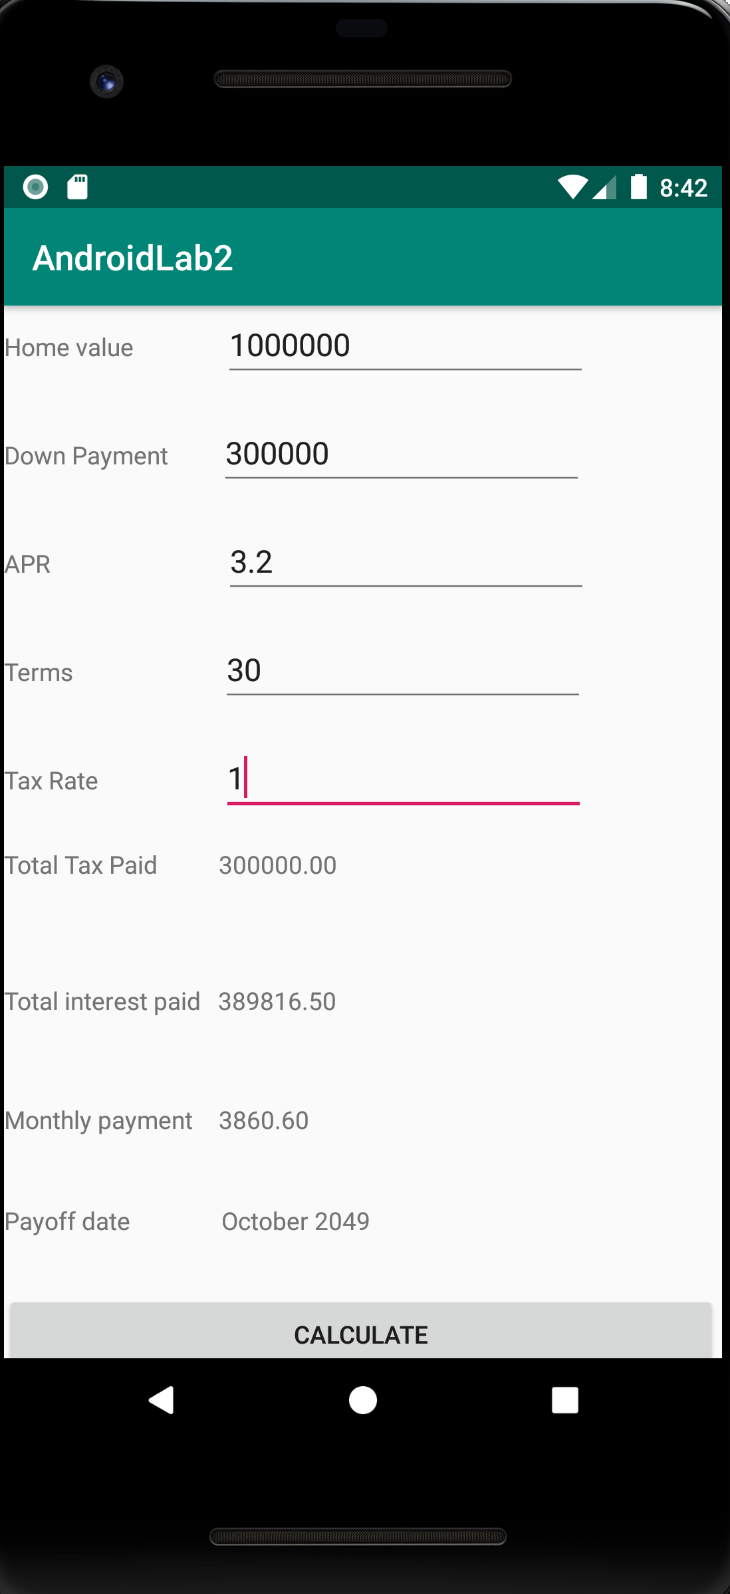 8:42
AndroidLab2
Home value 1000000
Down Payment 300000
APR 3.2
Terms 30
Tax Rate 1
Total Tax Paid 300000.00
Total interest paid 389816.50
Monthly payment 3860.60
Payoff date October 2049
CALCULATE